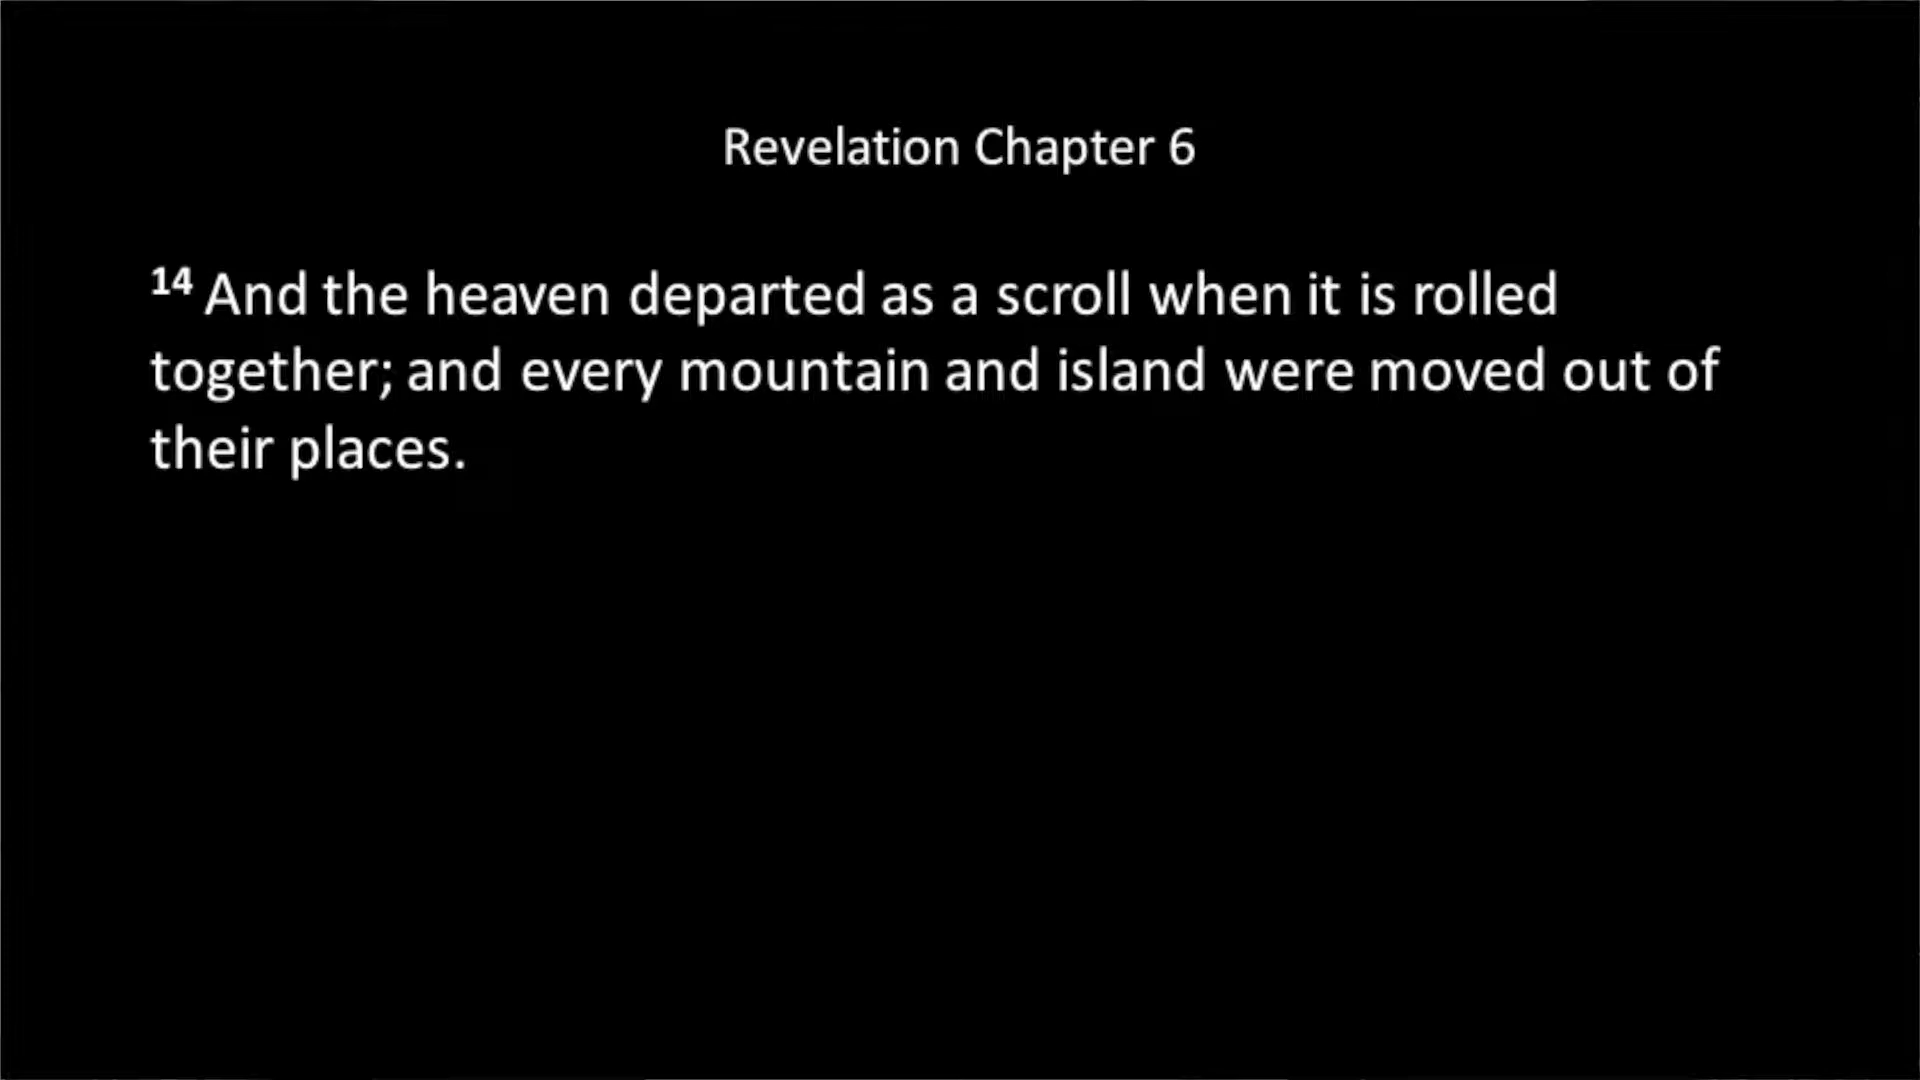 Revelation Chapter 6
14 And the heaven departed as a scroll when it is rolled
together; and every mountain and island were moved out of
their places.